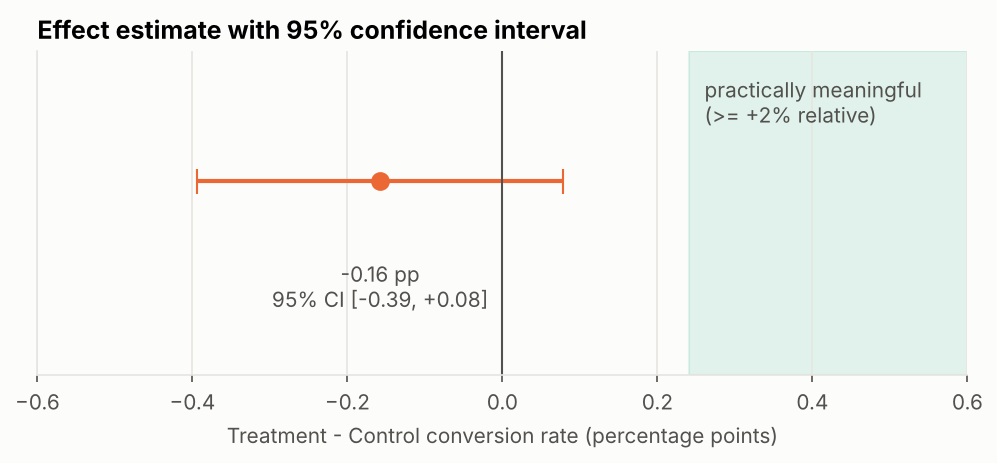 Effect estimate with 95% confidence interval
practically meaningful
(>= +2% relative)
-0.16 pp
95% CI [-0.39, +0.08]
−0.6 −0.4 −0.2 0.0 0.2 0.4 0.6
Treatment - Control conversion rate (percentage points)